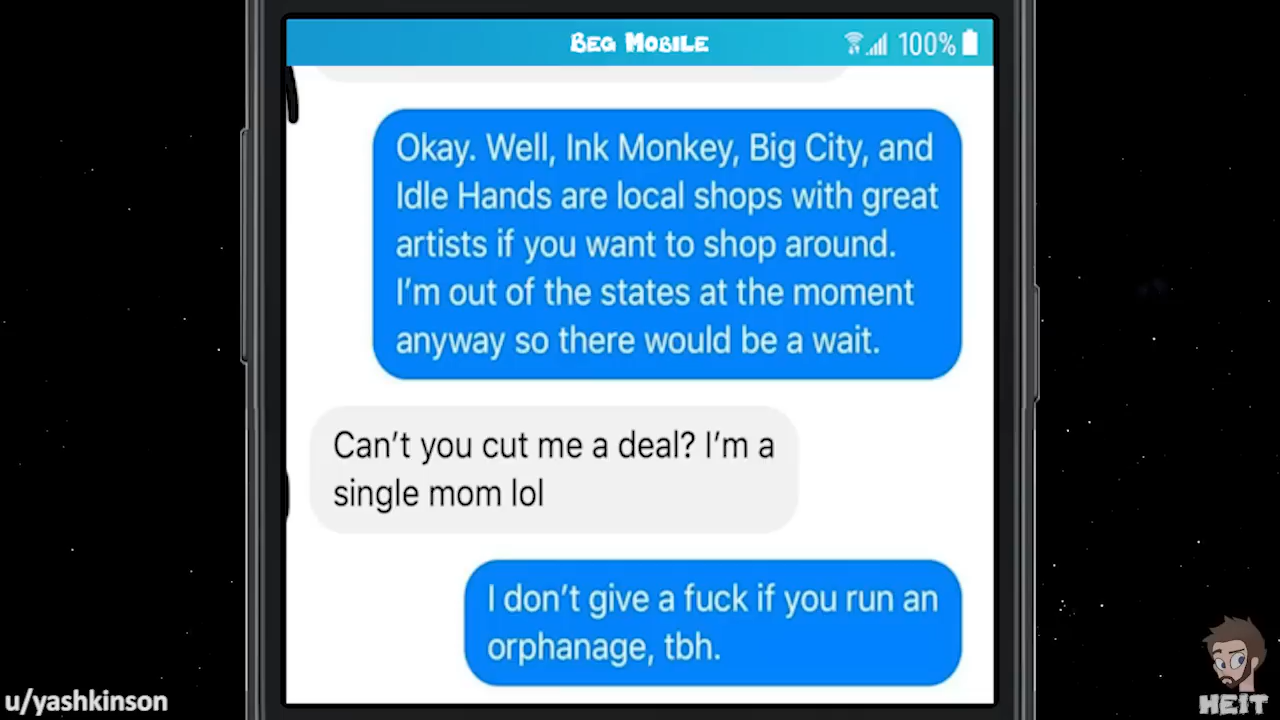 Beg Mobile
100%
Okay. Well, Ink Monkey, Big City, and
Idle Hands are local shops with great
artists if you want to shop around.
I'm out of the states at the moment
anyway so there would be a wait.
Can't you cut me a deal? I'm a
single mom lol
I don't give a fuck if you run an
orphanage, tbh.
u/yashkinson
HEIT